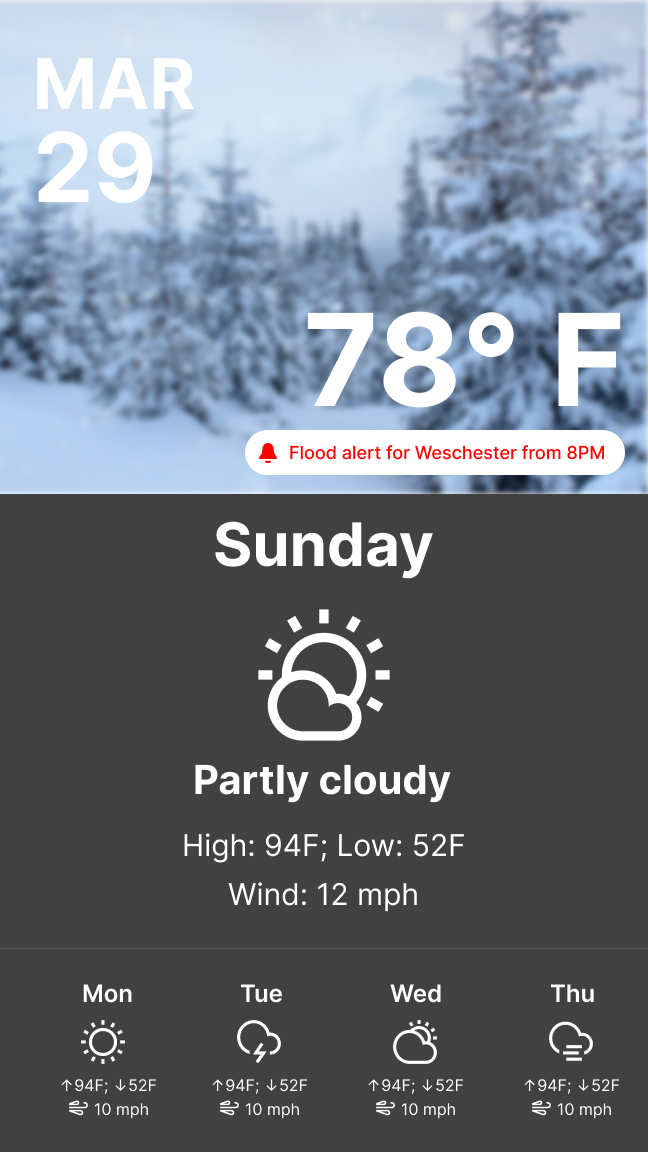 MAR
29
78° F
Flood alert for Weschester from 8PM
Sunday
Partly cloudy
High: 94F; Low: 52F
Wind: 12 mph
Mon Tue Wed Thu
↑94F; ↓52F ↑94F; ↓52F ↑94F; ↓52F ↑94F; ↓52F
10 mph 10 mph 10 mph 10 mph